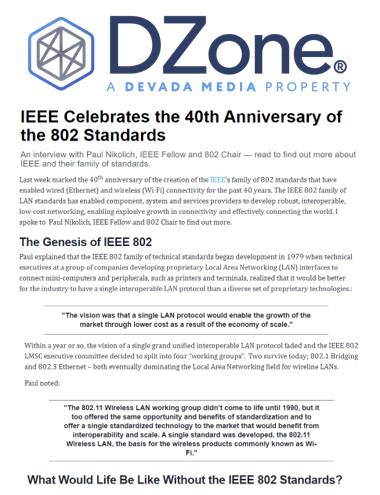 DZone®
A DEVADA MEDIA PROPERTY
IEEE Celebrates the 40th Anniversary of
the 802 Standards
An interview with Paul Nikolich, IEEE Fellow and 802 Chair — read to find out more about
IEEE and their family of standards.
Last week marked the 40th anniversary of the creation of the IEEE's family of 802 standards that have
enabled wired (Ethernet) and wireless (Wi-Fi) connectivity for the past 40 years. The IEEE 802 family of
LAN standards has enabled component, system and services providers to develop robust, interoperable,
low-cost networking, enabling explosive growth in connectivity and effectively connecting the world. I
spoke to Paul Nikolich, IEEE Fellow and 802 Chair to find out more.
The Genesis of IEEE 802
Paul explained that the IEEE 802 family of technical standards began development in 1979 when technical
executives at a group of companies developing proprietary Local Area Networking (LAN) interfaces to
connect mini-computers and peripherals, such as printers and terminals, realized that it would be better
for the industry to have a single interoperable LAN protocol than a diverse set of proprietary technologies.:
"The vision was that a single LAN protocol would enable the growth of the
market through lower cost as a result of the economy of scale."
Within a year or so, the vision of a single grand unified interoperable LAN protocol faded and the IEEE 802
LMSC executive committee decided to split into four "working groups". Two survive today; 802.1 Bridging
and 802.3 Ethernet – both eventually dominating the Local Area Networking field for wireline LANs.
Paul noted:
"The 802.11 Wireless LAN working group didn't come to life until 1990, but it
too offered the same opportunity and benefits of standardization and to
offer a single standardized technology to the market that would benefit from
interoperability and scale. A single standard was developed, the 802.11
Wireless LAN, the basis for the wireless products commonly known as Wi-
Fi."
What Would Life Be Like Without the IEEE 802 Standards?